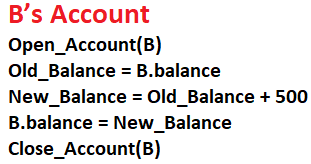 B’s Account
Open_Account(B)
Old_Balance = B.balance
New_Balance = Old_Balance + 500
B.balance = New_Balance
Close_Account(B)